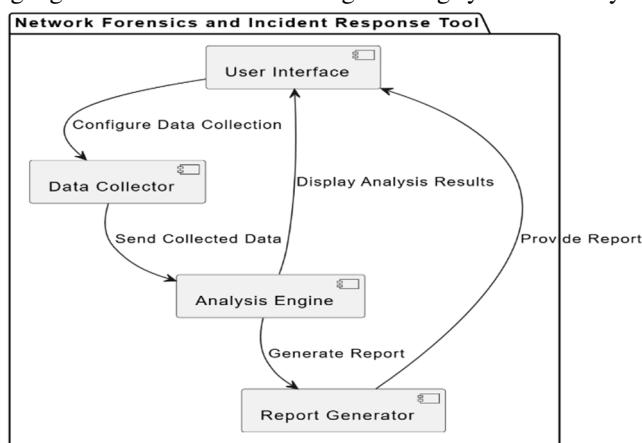 Network Forensics and Incident Response Tool
User Interface
Configure Data Collection
Data Collector
Display Analysis Results
Send Collected Data
Provide Report
Analysis Engine
Generate Report
Report Generator